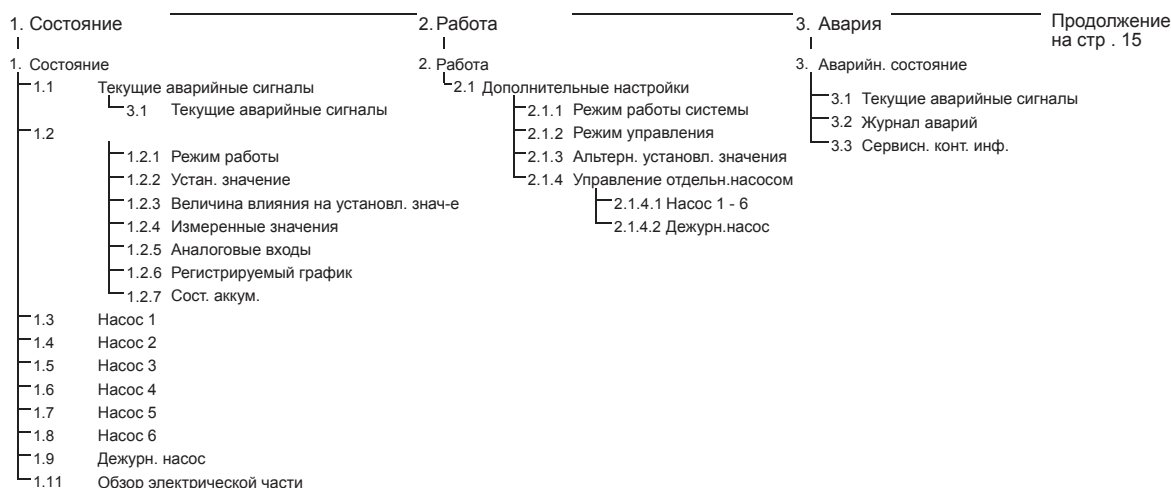 1. Состояние
1. Состояние
1.1 Текущие аварийные сигналы
3.1 Текущие аварийные сигналы
1.2
1.2.1 Режим работы
1.2.2 Устан. значение
1.2.3 Величина влияния на установл. знач-е
1.2.4 Измеренные значения
1.2.5 Аналоговые входы
1.2.6 Регистрируемый график
1.2.7 Сост. аккум.
1.3 Насос 1
1.4 Насос 2
1.5 Насос 3
1.6 Насос 4
1.7 Насос 5
1.8 Насос 6
1.9 Дежурн. насос
1.11 Обзор электрической части
2. Работа
2. Работа
2.1 Дополнительные настройки
2.1.1 Режим работы системы
2.1.2 Режим управления
2.1.3 Альтерн. установл. значения
2.1.4 Управление отдельн.насосом
2.1.4.1 Насос 1 - 6
2.1.4.2 Дежурн.насос
3. Авария
3. Аварийн. состояние
3.1 Текущие аварийные сигналы
3.2 Журнал аварий
3.3 Сервисн. конт. инф.
Продолжение
на стр . 15